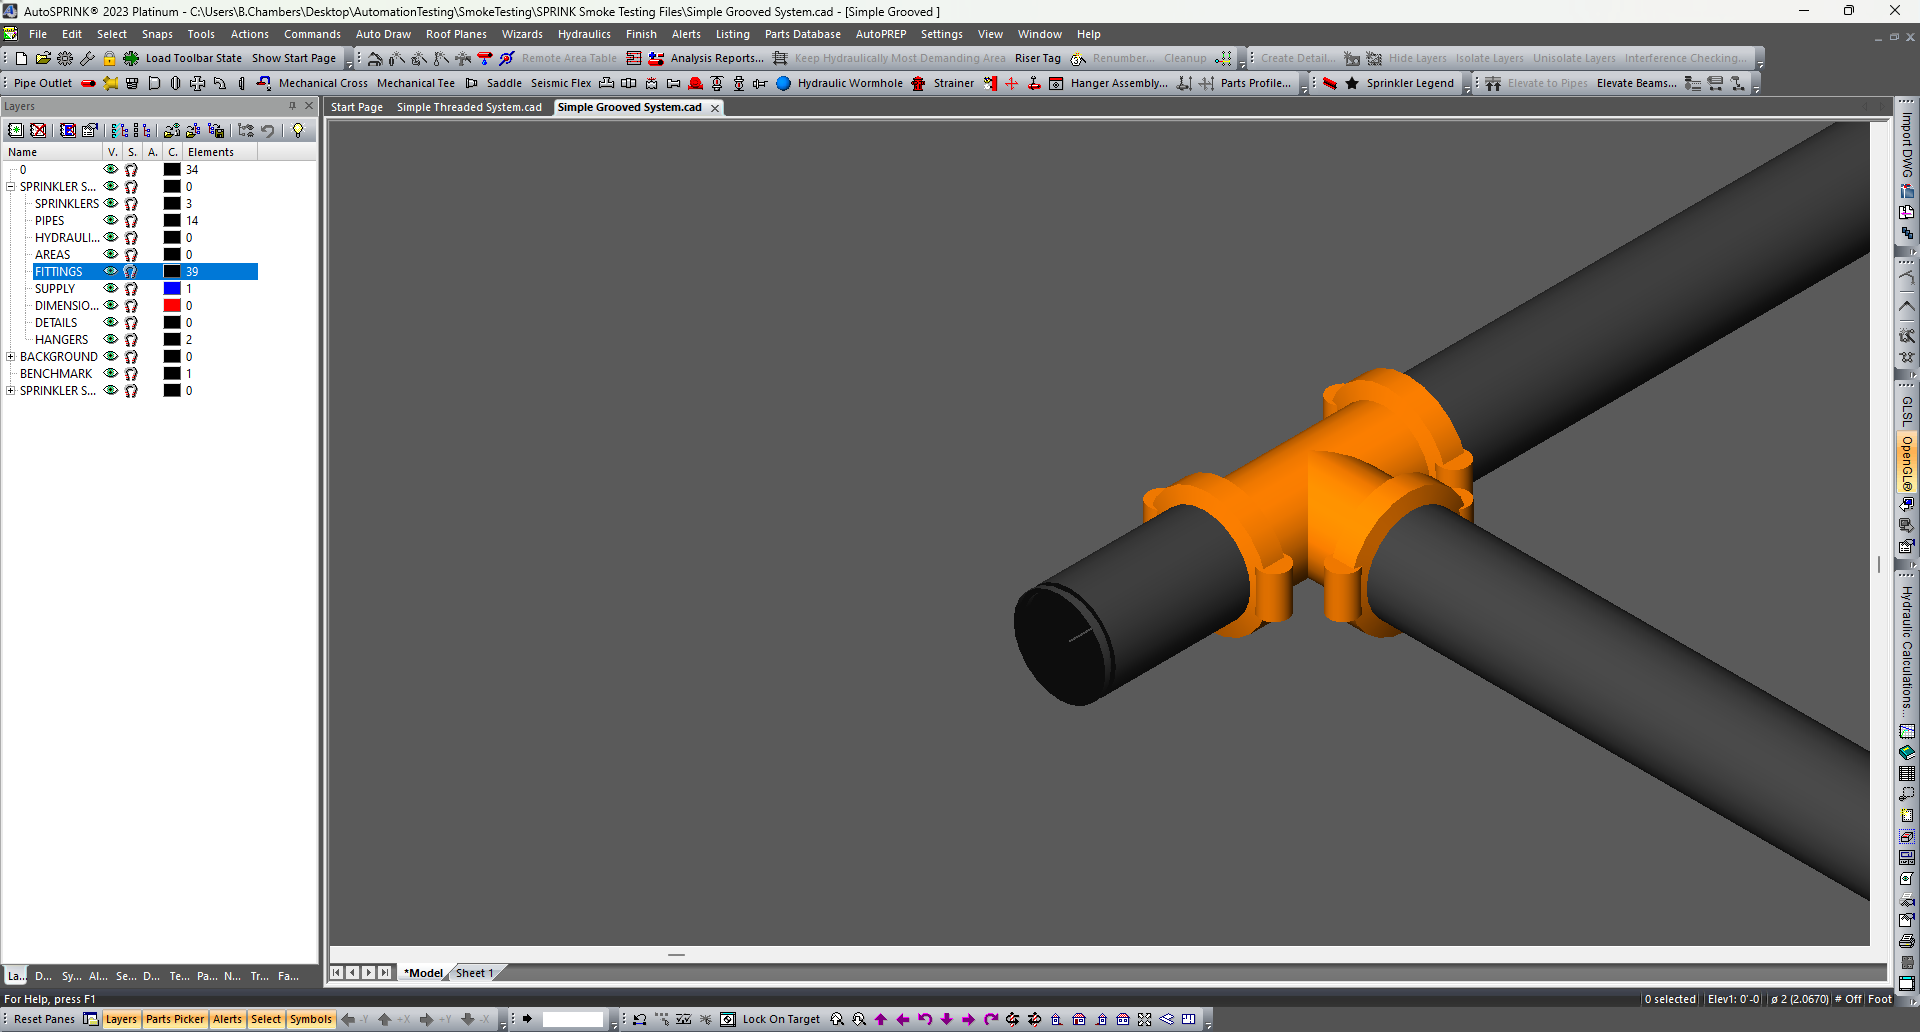 AutoSPRINK® 2023 Platinum - C:\Users\B.Chambers\Desktop\AutomationTesting\SmokeTesting\SPRINK Smoke Testing Files\Simple Grooved System.cad - [Simple Grooved ]
File Edit Select Snaps Tools Actions Commands Auto Draw Roof Planes Wizards Hydraulics Finish Alerts Listing Parts Database AutoPREP Settings View Window Help
Load Toolbar State Show Start Page Remote Area Table Analysis Reports... Keep Hydraulically Most Demanding Area Riser Tag Renumber... Cleanup Create Detail... Hide Layers Isolate Layers Unisolate Layers Interference Checking...
Pipe Outlet Mechanical Cross Mechanical Tee Saddle Seismic Flex Hydraulic Wormhole Strainer Hanger Assembly... Parts Profile... Sprinkler Legend Elevate to Pipes Elevate Beams...
Layers
Start Page Simple Threaded System.cad Simple Grooved System.cad
Name V. S. A. C. Elements
0 34
SPRINKLER S... 0
SPRINKLERS 3
PIPES 14
HYDRAULI... 0
AREAS 0
FITTINGS 39
SUPPLY 1
DIMENSIO... 0
DETAILS 0
HANGERS 2
BACKGROUND 0
BENCHMARK 1
SPRINKLER S... 0
Import DWG
GLSL
OpenGL®
Hydraulic Calculations...
La... D... Sy... Al... Se... D... Te... Pa... N... Tr... Fa...
*Model Sheet 1
For Help, press F1
0 selected Elev1: 0'-0 ø 2 (2.0670) # Off Foot
Reset Panes Layers Parts Picker Alerts Select Symbols -Y +X +Y -X Lock On Target